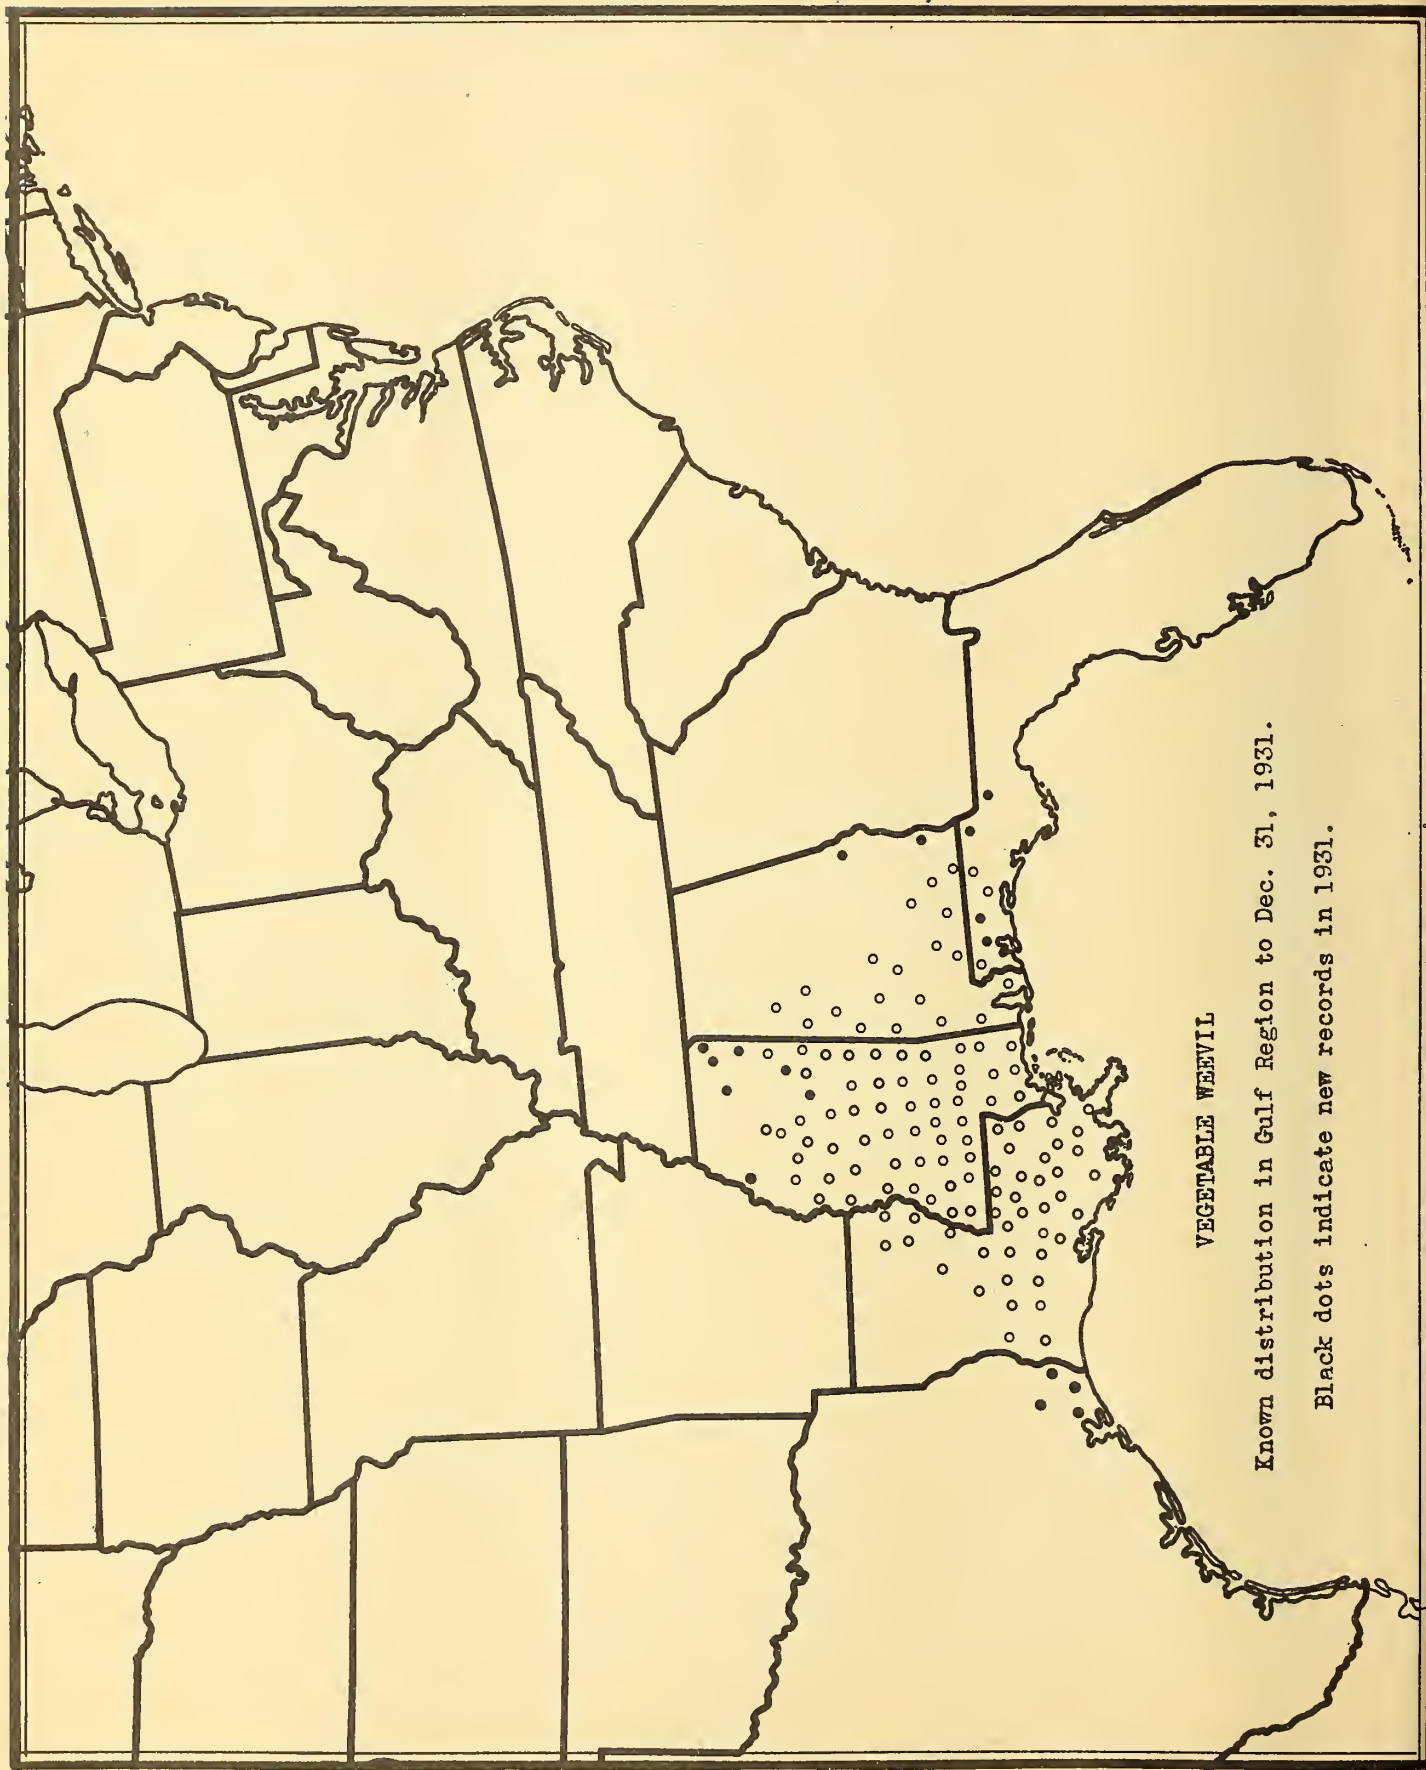 VEGETABLE WEEVIL
Known distribution in Gulf Region to Dec. 31, 1931.
Black dots indicate new records in 1931.